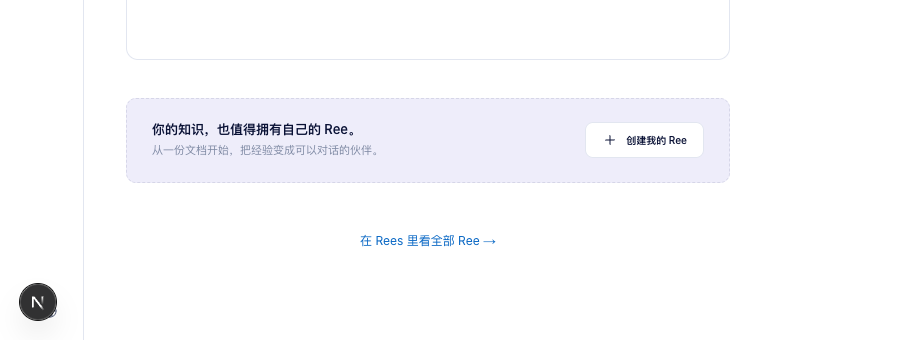 你的知识，也值得拥有自己的 Ree。
从一份文档开始，把经验变成可以对话的伙伴。
+ 创建我的 Ree
在 Rees 里看全部 Ree →
N